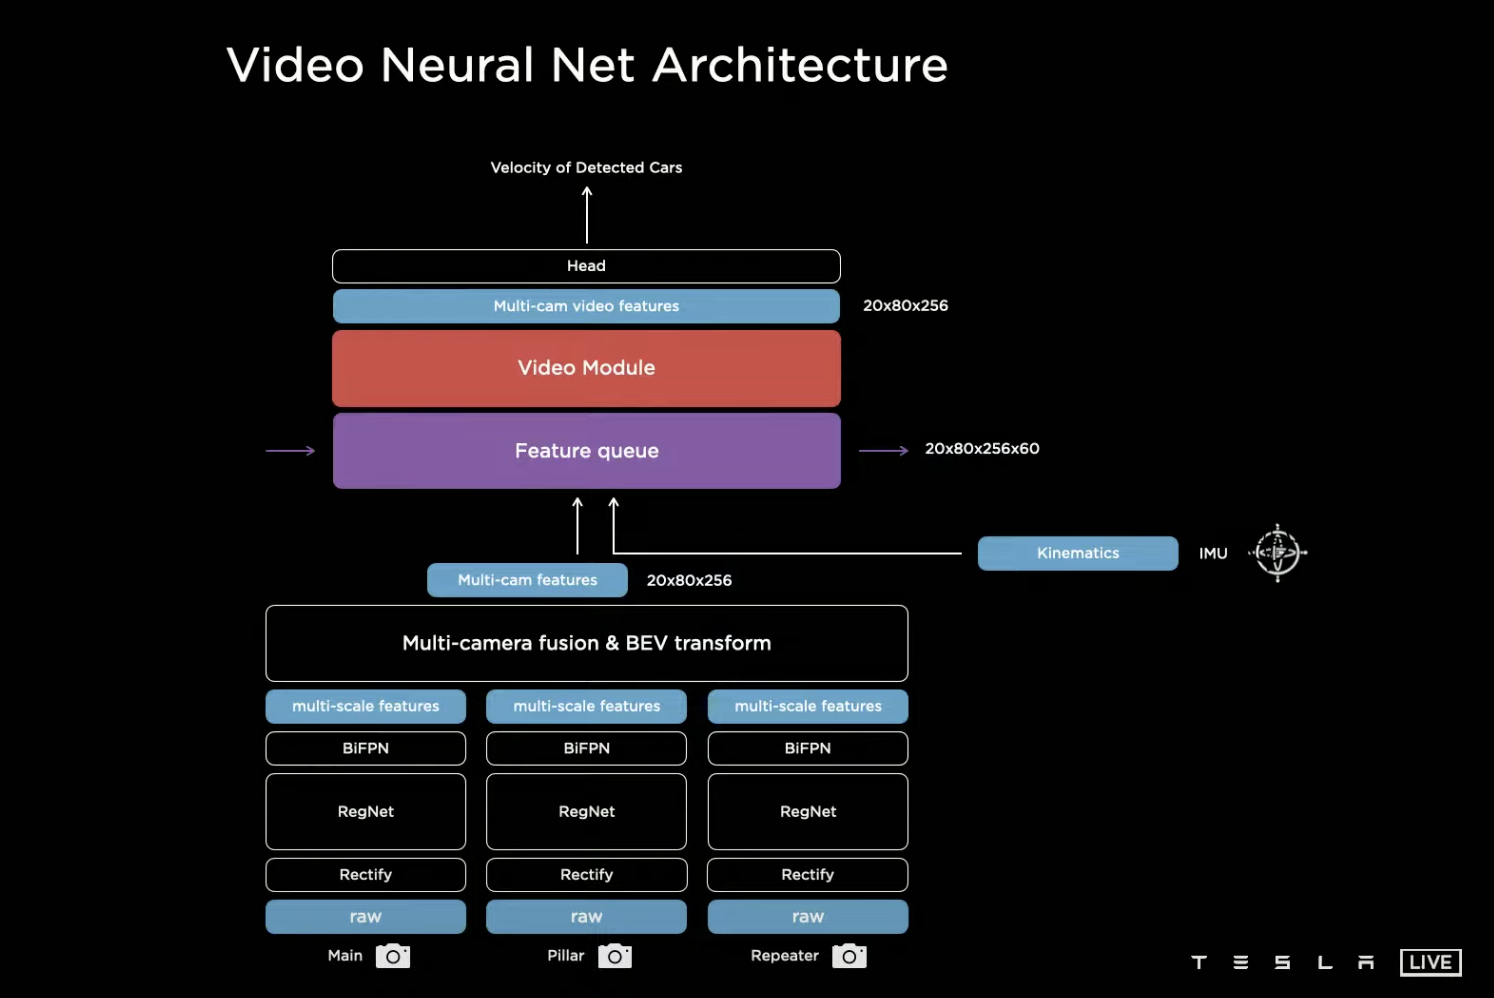 Video Neural Net Architecture
Velocity of Detected Cars
Head
Multi-cam video features 20x80x256
Video Module
Feature queue 20x80x256x60
Kinematics IMU
Multi-cam features 20x80x256
Multi-camera fusion & BEV transform
multi-scale features multi-scale features multi-scale features
BiFPN BiFPN BiFPN
RegNet RegNet RegNet
Rectify Rectify Rectify
raw raw raw
Main Pillar Repeater
TESLA LIVE